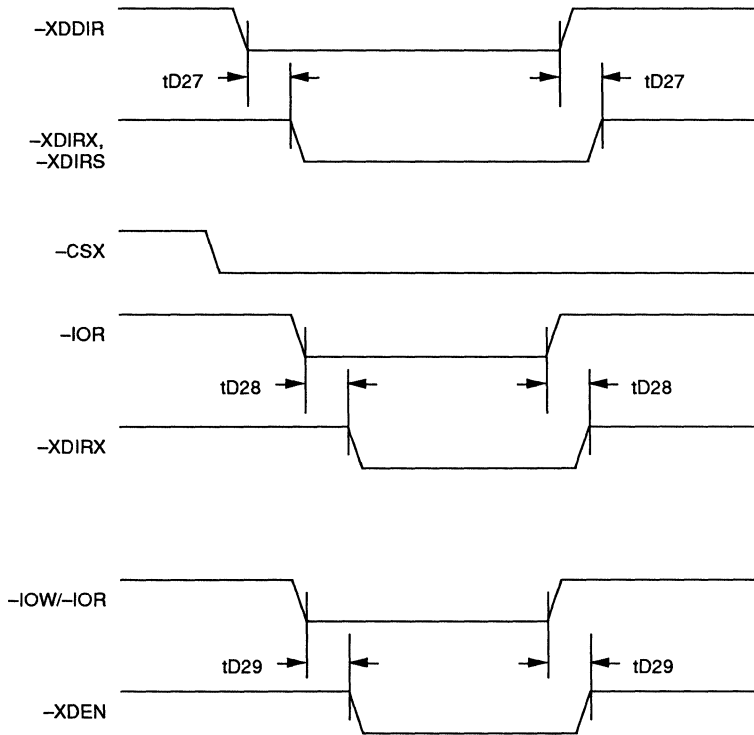 –XDDIR
tD27
tD27
–XDIRX,
–XDIRS
–CSX
–IOR
tD28
tD28
–XDIRX
–IOW/–IOR
tD29
tD29
–XDEN